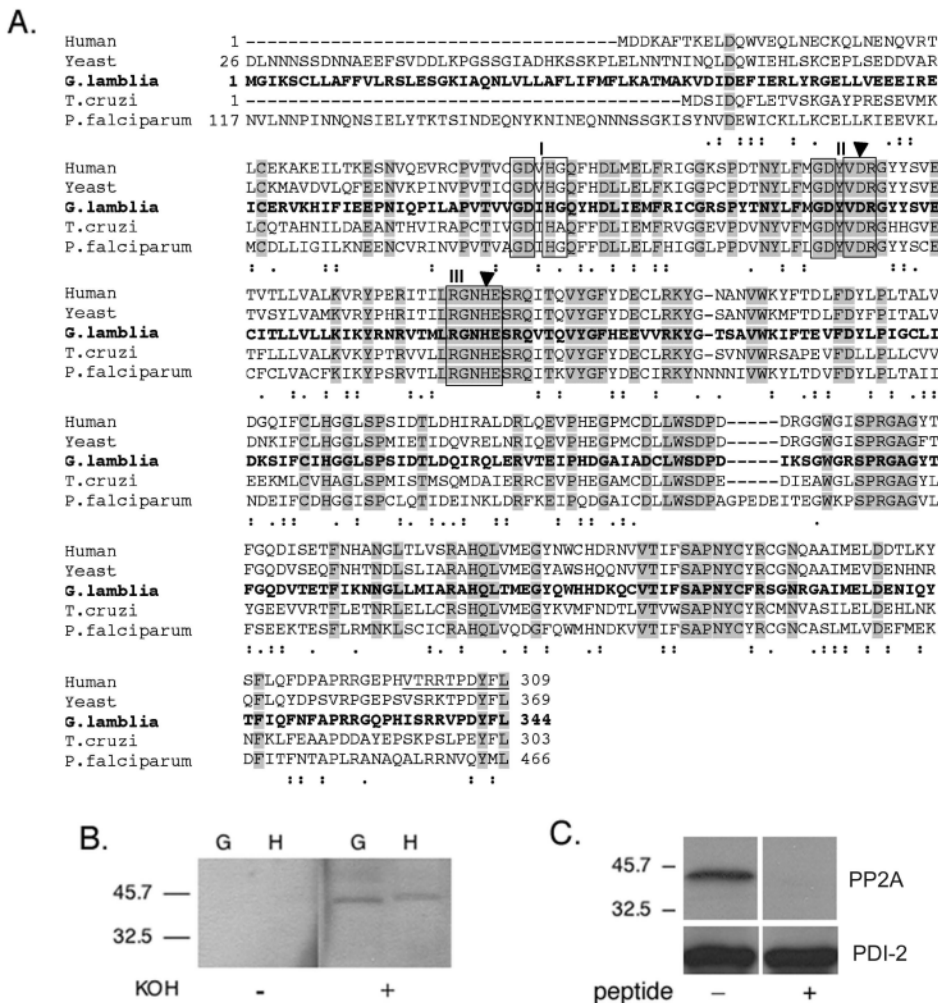 A.
Human 1 -----------------------------------MDDKAFTKELDQWVEQLNECKQLNENQVRT
Yeast 26 DLNNNSSDNNAEEFSVDDLKPGSSGIADHKSSKPLELNNTNINQLDQWIEHLSKCEPLSEDDVAR
G.lamblia 1 MGIKSCLLAFFVLRSLESGKIAQNLVLLAFLIFMFLKATMAKVDIDEFIERLYRGELLVEEEIRE
T.cruzi 1 -----------------------------------------MDSIDQFLETVSKGAYPRESEVMK
P.falciparum 117 NVLNNPINNQNSIELYTKTSINDEQNYKNINEQNNNSSGKISYNVDEWICKLLKCELLKIEEVKL
I II
Human LCEKAKEILTKESNVQEVRCPVTVCGDVHGQFHDLMELFRIGGKSPDTNYLFMGDYVDRGYYSVE
Yeast LCKMAVDVLQFEENVKPINVPVTICGDVHGQFHDLLELFKIGGPCPDTNYLFMGDYVDRGYYSVE
G.lamblia ICERVKHIFIEEPNIQPILAPVTVVGDIHGQYHDLIEMFRICGRSPYTNYLFMGDYVDRGYYSVE
T.cruzi LCQTAHNILDAENTHVIRAPCTIVGDIHGQFHDLLELFKVGGEVPDVNYLFLGDYVDRGHHGVE
P.falciparum MCDLLIGILKNEENCVRINVPVTVAGDIHGQFFDLLELFHIGGLPPDVNYLFLGDYVDRGYYSCE
III
Human TVTLLVALKVRYPERITILRGNHESRQITQVYGFYDECLRKYG-NANVWKYFTDLFDYLPLTALV
Yeast TVSYLVAMKVRYPHRITILRGNHESRQITQVYGFYDECLRKYG-SANVWKMFTDLFDYFPITALV
G.lamblia CITLLVLLKIKYRNRVTMLRGNHESRQVTQVYGFHEEVVRKYG-TSAVWKIFTEVFDYLPIGCLI
T.cruzi TFLLLVALKVKYPTRVVLLRGNHESRQITKVYGFYDECLRKYG-SVNVWRSAPEVFDLLPLLCVV
P.falciparum CFCLVACFKIKYPSRVTLLRGNHESRQITQVYGFYDECIRKYNNNNIVWKYLTDVFDYLPLTAII
Human DGQIFCLHGGLSPSIDTLDHIRALDRLQEVPHEGPMCDLLWSDPD-----DRGGWGISPRGAGYT
Yeast DNKIFCLHGGLSPMIETIDQVRELNRIQEVPHEGPMCDLLWSDPD-----DRGGWGISPRGAGFT
G.lamblia DKSIFCIHGGLSPSIDTLDQIRQLERVTEIPHDGAIADCLWSDPD-----IKSGWGRSPRGAGYT
T.cruzi EEKMLCVHAGLSPMISTMSQMDAIERRCEVPHEGAMCDLLWSDPE-----DIEAWGLSPRGAGYL
P.falciparum NDEIFCDHGGISPCLQTIDEINKLDRFKEIPQDGAICDLLWSDPAGPEDEITEGWKPSPRGAGVL
Human FGQDISETFNHANGLTLVSRAHQLVMEGYNWCHDRNVVTIFSAPNYCYRCGNQAAIMELDDTLKY
Yeast FGQDVSEQFNHTNDLSLIARAHQLVMEGYAWSHQQNVVTIFSAPNYCYRCGNQAAIMEVDENHNR
G.lamblia FGQDVTETFIKNNGLLMIARAHQLTMEGYQWHHDKQCVTIFSAPNYCFRSGNRGAIMELDENIQY
T.cruzi YGEEVVRTFLETNRLELLCRSHQLVMEGYKVMFNDTLVTVWSAPNYCYRCMNVASILELDEHLNK
P.falciparum FSEEKTESFLRMNKLSCICRAHQLVQDGFQWMHNDKVVTIFSAPNYCYRCGNCASLMLVDEFMEK
Human SFLQFDPAPRRGEPHVTRRTPDYFL 309
Yeast QFLQYDPSVRPGEPSVSRKTPDYFL 369
G.lamblia TFIQFNFAPRRGQPHISRRVPDYFL 344
T.cruzi NFKLFEAAPDDAYEPSKPSLPEYFL 303
P.falciparum DFITFNTAPLRANAQALRRNVQYML 466
B.
G H G H
45.7
32.5
KOH - +
C.
45.7
32.5
PP2A
PDI-2
peptide - +